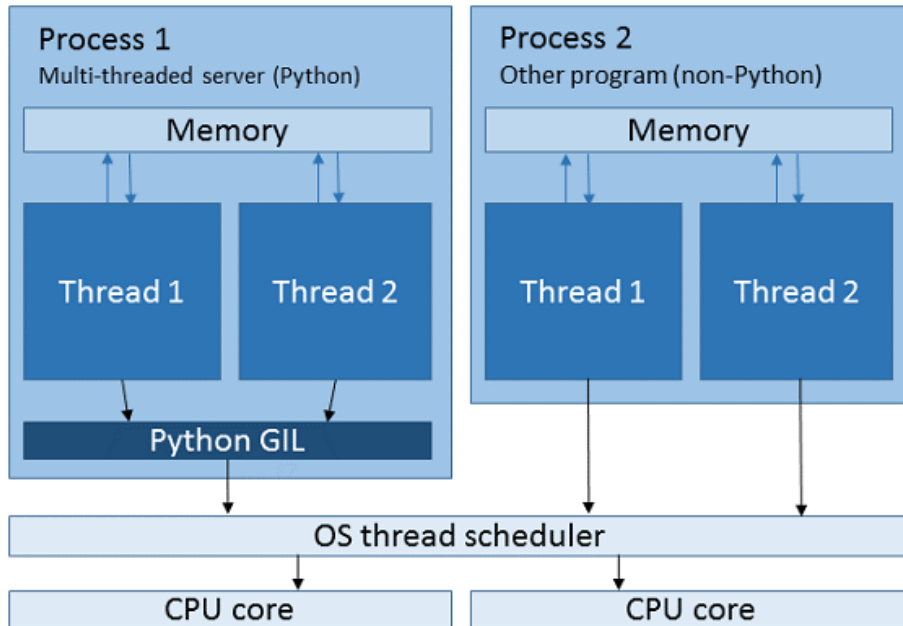 Process 1
Multi-threaded server (Python)
Memory
Thread 1
Thread 2
Python GIL
Process 2
Other program (non-Python)
Memory
Thread 1
Thread 2
OS thread scheduler
CPU core
CPU core